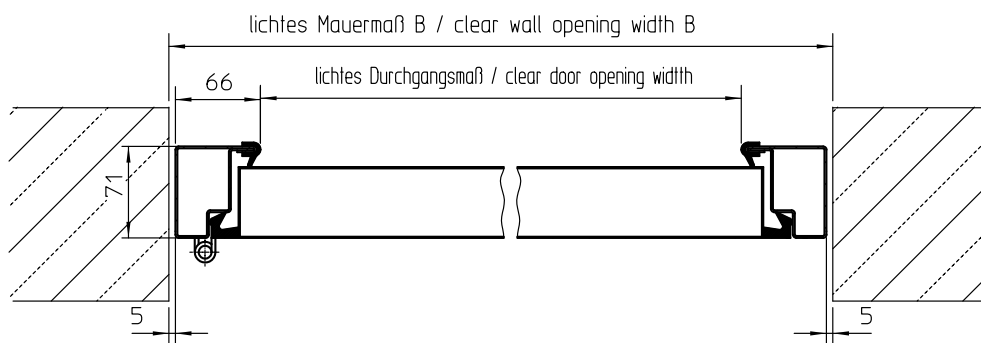 lichtes Mauermaß B / clear wall opening width B
lichtes Durchgangsmaß / clear door opening widtth
66
71
5
5